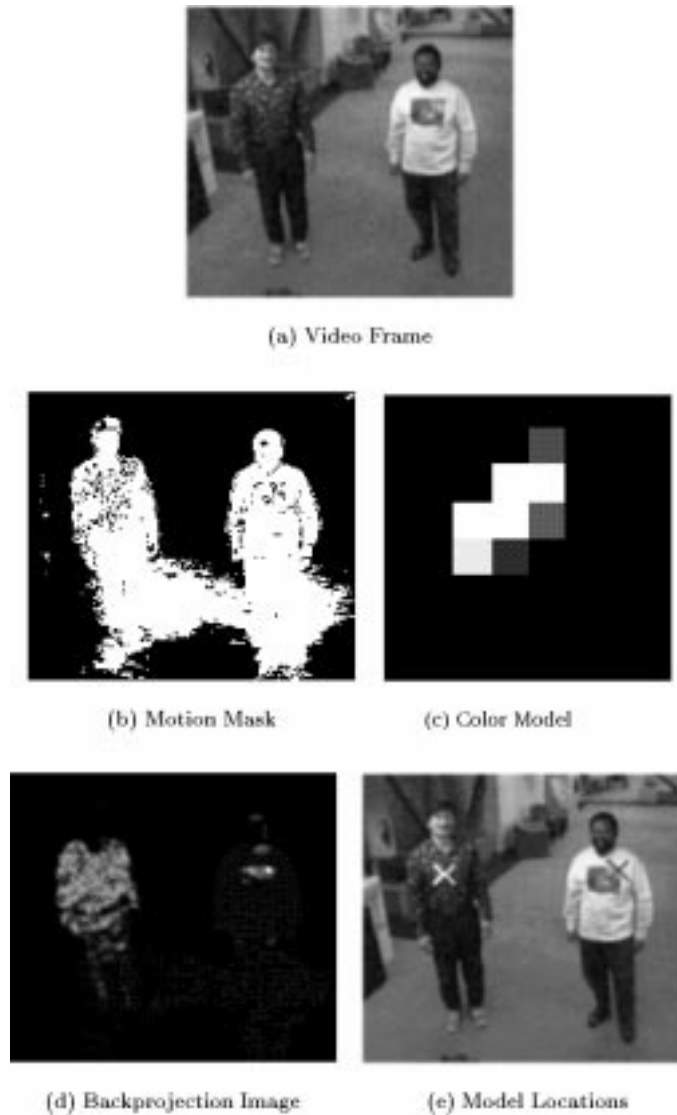 (a) Video Frame
(b) Motion Mask
(c) Color Model
(d) Backprojection Image
(e) Model Locations